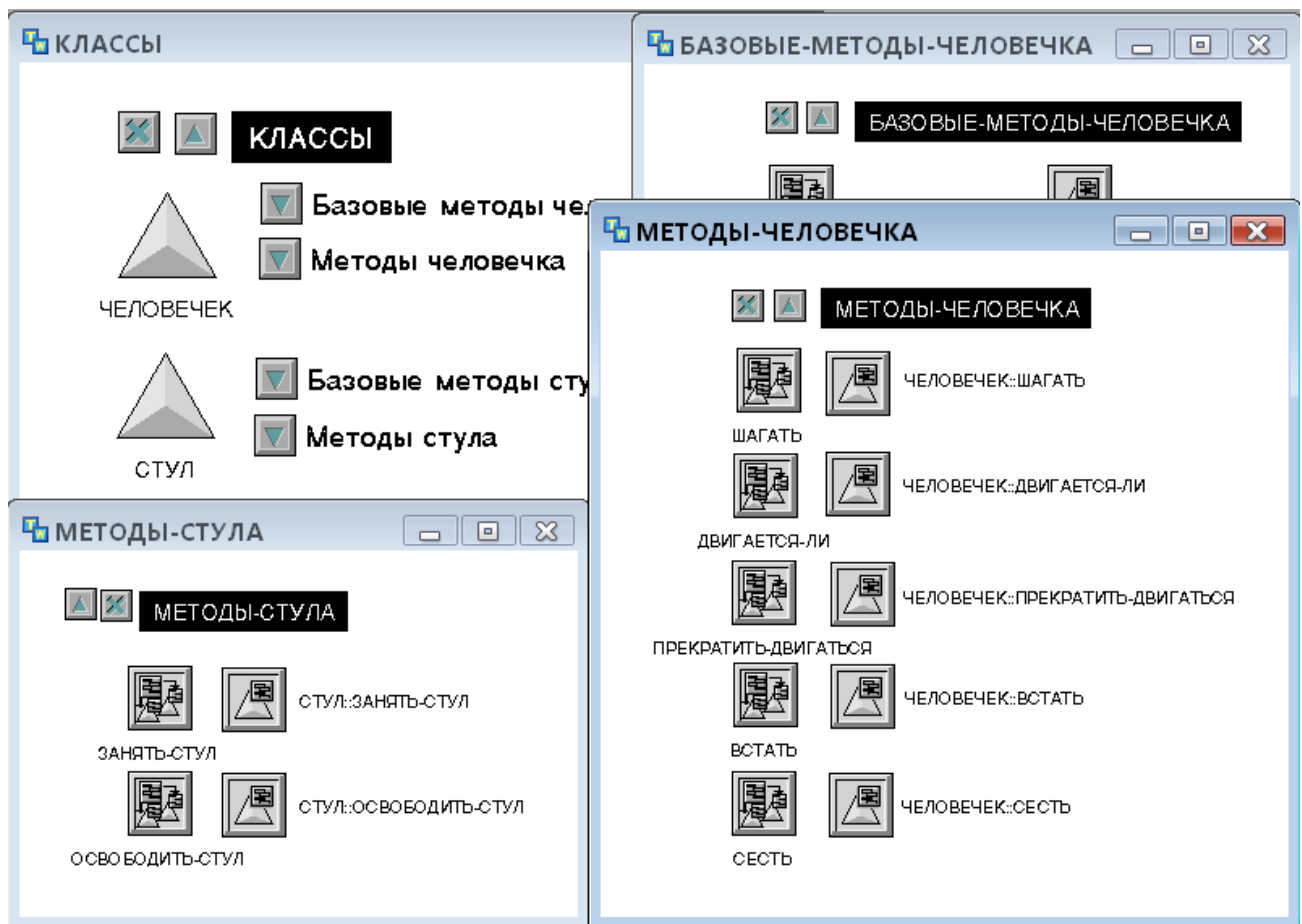 КЛАССЫ
КЛАССЫ
Базовые методы чел
Методы человечка
ЧЕЛОВЕЧЕК
Базовые методы сту
Методы стула
СТУЛ
БАЗОВЫЕ-МЕТОДЫ-ЧЕЛОВЕЧКА
БАЗОВЫЕ-МЕТОДЫ-ЧЕЛОВЕЧКА
МЕТОДЫ-ЧЕЛОВЕЧКА
МЕТОДЫ-ЧЕЛОВЕЧКА
ЧЕЛОВЕЧЕК::ШАГАТЬ
ШАГАТЬ
ЧЕЛОВЕЧЕК::ДВИГАЕТСЯ-ЛИ
ДВИГАЕТСЯ-ЛИ
ЧЕЛОВЕЧЕК::ПРЕКРАТИТЬ-ДВИГАТЬСЯ
ПРЕКРАТИТЬ-ДВИГАТЬСЯ
ЧЕЛОВЕЧЕК::ВСТАТЬ
ВСТАТЬ
ЧЕЛОВЕЧЕК::СЕСТЬ
СЕСТЬ
МЕТОДЫ-СТУЛА
МЕТОДЫ-СТУЛА
СТУЛ::ЗАНЯТЬ-СТУЛ
ЗАНЯТЬ-СТУЛ
СТУЛ::ОСВОБОДИТЬ-СТУЛ
ОСВОБОДИТЬ-СТУЛ